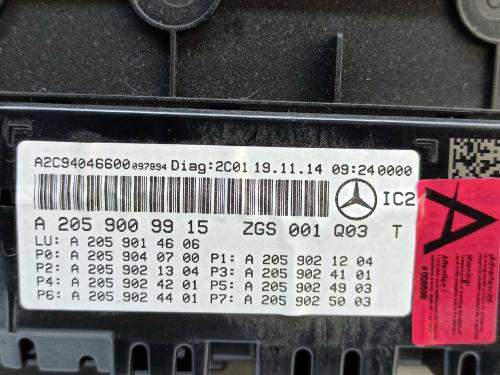 A2C94046600 097894 Diag:2C01 19.11.14 09:24 0000
IC2
A 205 900 99 15 ZGS 001 Q03 T
LU: A 205 901 46 06
P0: A 205 904 07 00 P1: A 205 902 12 04
P2: A 205 902 13 04 P3: A 205 902 41 01
P4: A 205 902 42 01 P5: A 205 902 49 03
P6: A 205 902 44 01 P7: A 205 902 50 03
A
Warning!
Attention!